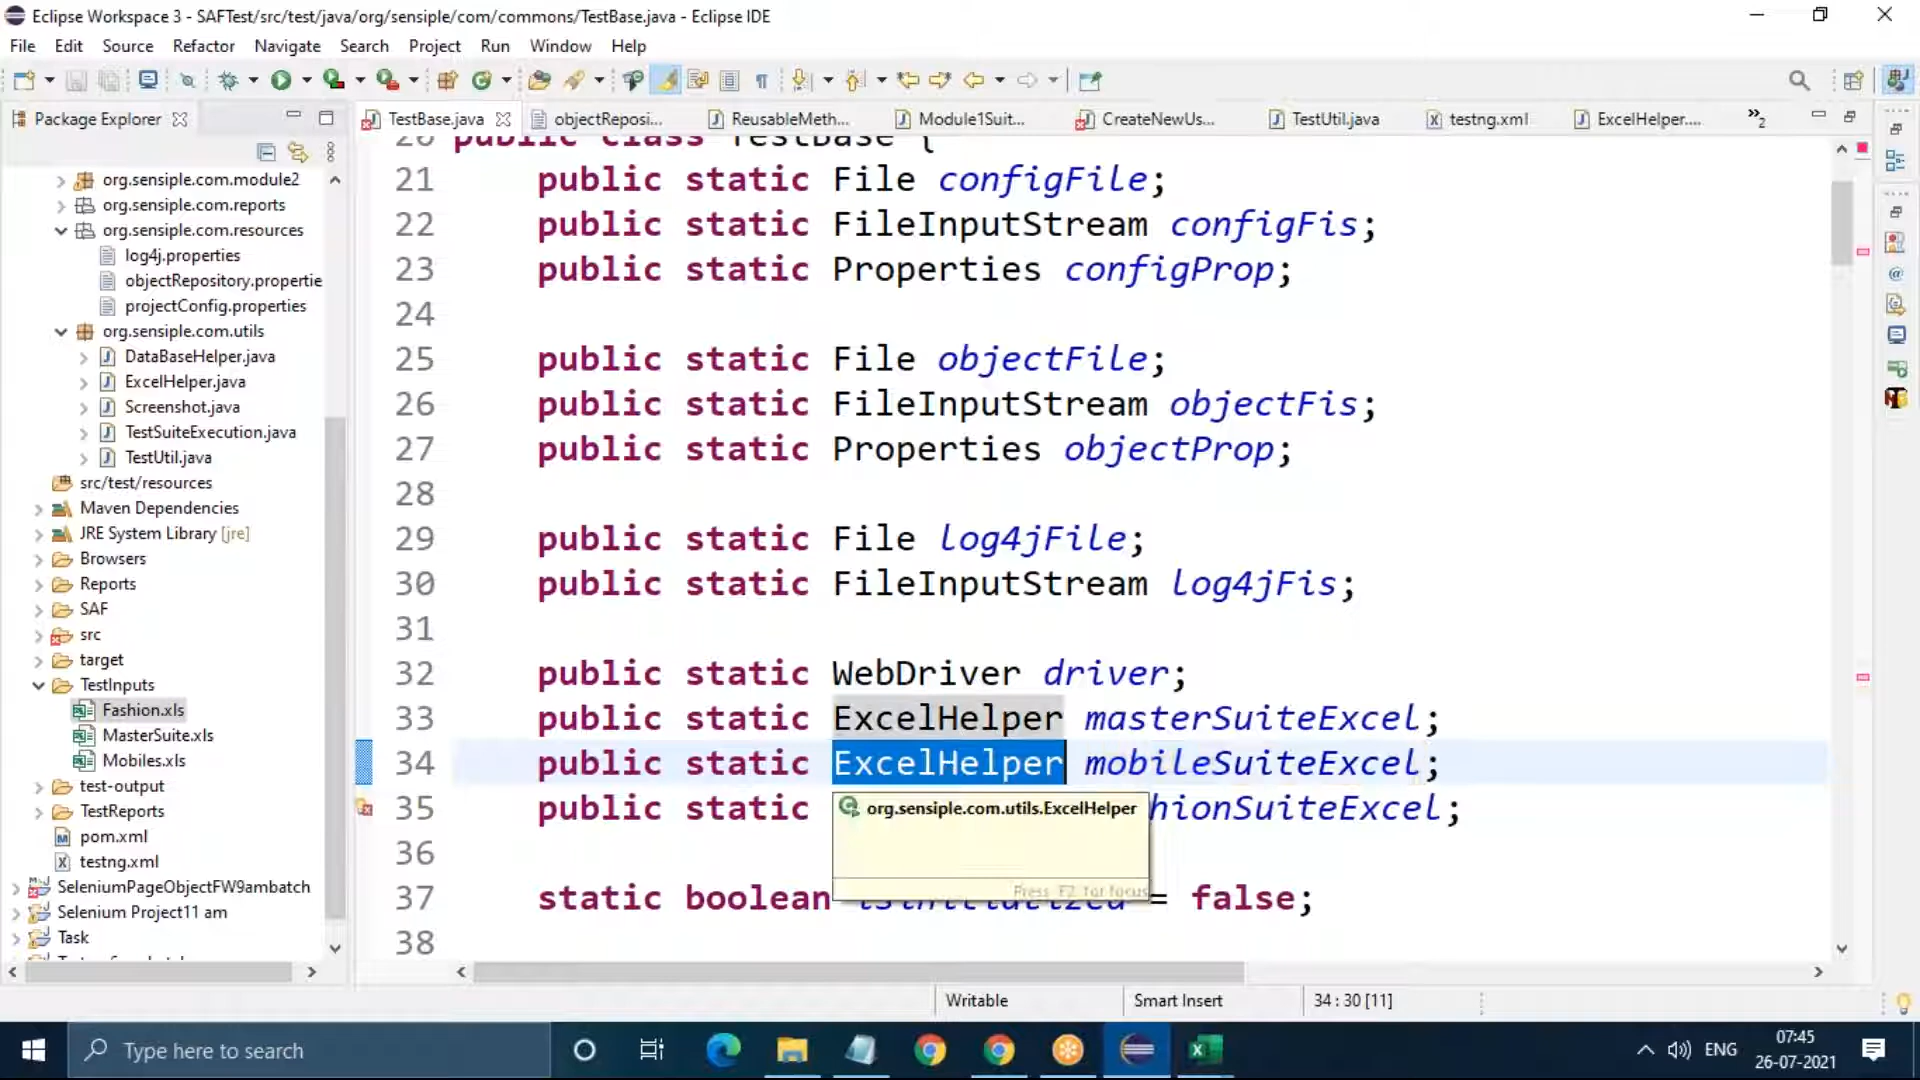 Eclipse Workspace 3 - SAFTest/src/test/java/org/sensiple/com/commons/TestBase.java - Eclipse IDE
File Edit Source Refactor Navigate Search Project Run Window Help
Package Explorer
org.sensiple.com.module2
org.sensiple.com.reports
org.sensiple.com.resources
log4j.properties
objectRepository.propertie
projectConfig.properties
org.sensiple.com.utils
DataBaseHelper.java
ExcelHelper.java
Screenshot.java
TestSuiteExecution.java
TestUtil.java
src/test/resources
Maven Dependencies
JRE System Library [jre]
Browsers
Reports
SAF
src
target
TestInputs
Fashion.xls
MasterSuite.xls
Mobiles.xls
test-output
TestReports
pom.xml
testng.xml
SeleniumPageObjectFW9ambatch
Selenium Project11 am
Task
TestBase.java objectReposi... ReusableMeth... Module1Suit... CreateNewUs... TestUtil.java testng.xml ExcelHelper.... »2
20 public class TestBase {
21 public static File configFile;
22 public static FileInputStream configFis;
23 public static Properties configProp;
24
25 public static File objectFile;
26 public static FileInputStream objectFis;
27 public static Properties objectProp;
28
29 public static File log4jFile;
30 public static FileInputStream log4jFis;
31
32 public static WebDriver driver;
33 public static ExcelHelper masterSuiteExcel;
34 public static ExcelHelper mobileSuiteExcel;
35 public static hionSuiteExcel;
org.sensiple.com.utils.ExcelHelper
Press 'F2' for focus
36
37 static boolean isInitialized = false;
38
Writable Smart Insert 34 : 30 [11]
Type here to search
ENG
07:45
26-07-2021